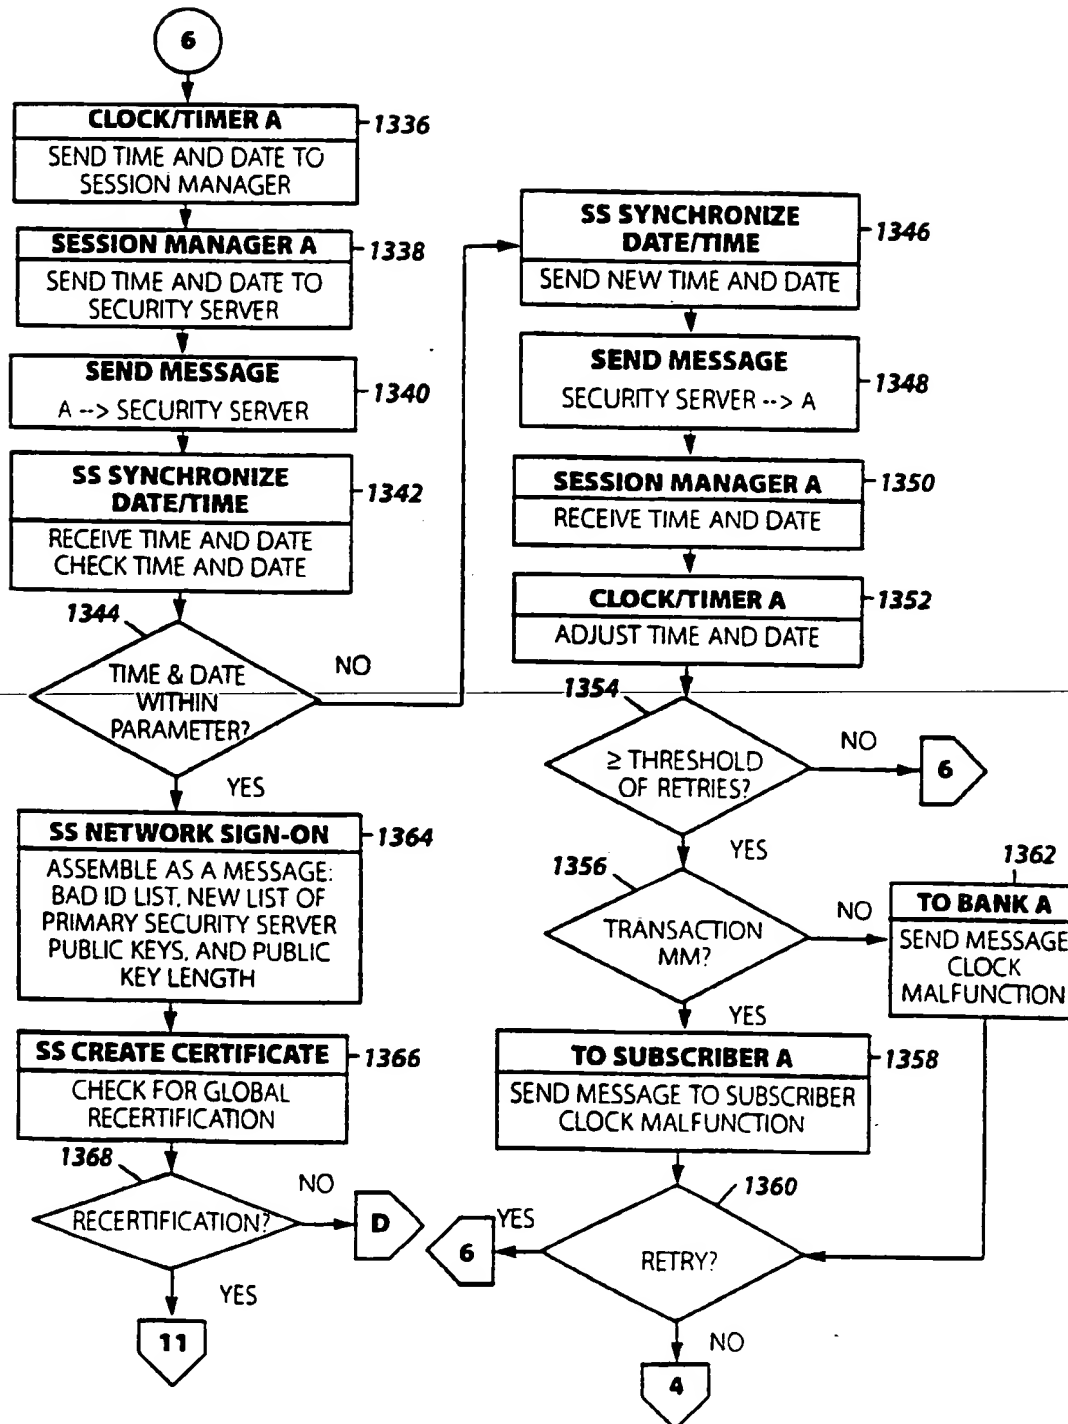 6
CLOCK/TIMER A
1336
SEND TIME AND DATE TO
SESSION MANAGER
SESSION MANAGER A
1338
SEND TIME AND DATE TO
SECURITY SERVER
SEND MESSAGE
1340
A --> SECURITY SERVER
SS SYNCHRONIZE
DATE/TIME
1342
RECEIVE TIME AND DATE
CHECK TIME AND DATE
1344
TIME & DATE
WITHIN
PARAMETER?
NO
YES
SS NETWORK SIGN-ON
1364
ASSEMBLE AS A MESSAGE:
BAD ID LIST, NEW LIST OF
PRIMARY SECURITY SERVER
PUBLIC KEYS, AND PUBLIC
KEY LENGTH
SS CREATE CERTIFICATE
1366
CHECK FOR GLOBAL
RECERTIFICATION
1368
RECERTIFICATION?
NO
D
YES
11
SS SYNCHRONIZE
DATE/TIME
1346
SEND NEW TIME AND DATE
SEND MESSAGE
1348
SECURITY SERVER --> A
SESSION MANAGER A
1350
RECEIVE TIME AND DATE
CLOCK/TIMER A
1352
ADJUST TIME AND DATE
1354
≥ THRESHOLD
OF RETRIES?
NO
6
YES
1356
TRANSACTION
MM?
NO
1362
TO BANK A
SEND MESSAGE
CLOCK
MALFUNCTION
YES
TO SUBSCRIBER A
1358
SEND MESSAGE TO SUBSCRIBER
CLOCK MALFUNCTION
1360
RETRY?
YES
6
NO
4